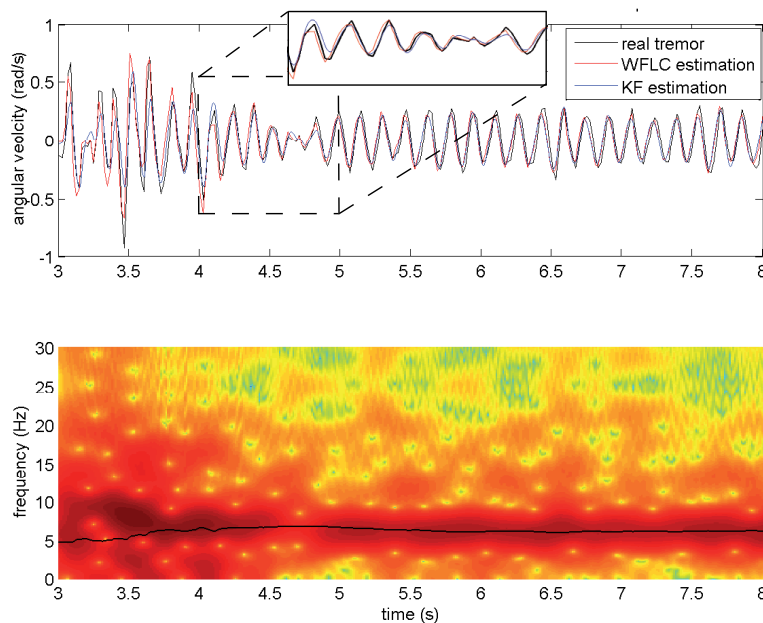 real tremor
WFLC estimation
KF estimation
angular veolcity (rad/s)
1
0.5
0
-0.5
-1
3 3.5 4 4.5 5 5.5 6 6.5 7 7.5 8
frequency (Hz)
30
25
20
15
10
5
0
3 3.5 4 4.5 5 5.5 6 6.5 7 7.5 8
time (s)